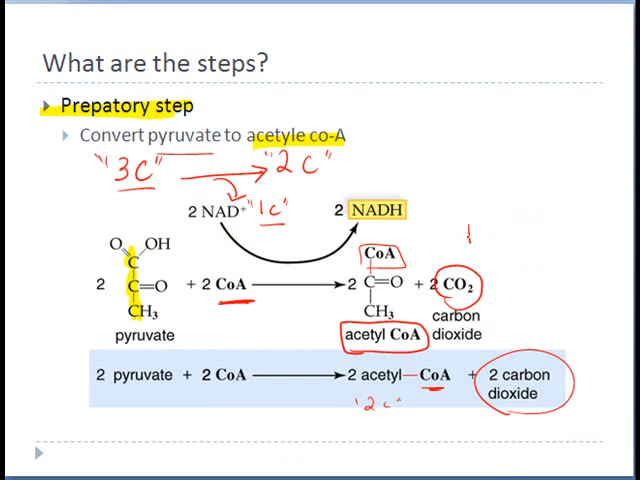 What are the steps?
Prepatory step
Convert pyruvate to acetyle co-A
"3C" "2C"
2 NAD+ "1C" 2 NADH
O OH CoA
C
2 C=O + 2 CoA 2 C=O + 2 CO₂
CH₃ CH₃ carbon
pyruvate acetyl CoA dioxide
2 pyruvate + 2 CoA 2 acetyl—CoA + 2 carbon
dioxide
"2C"